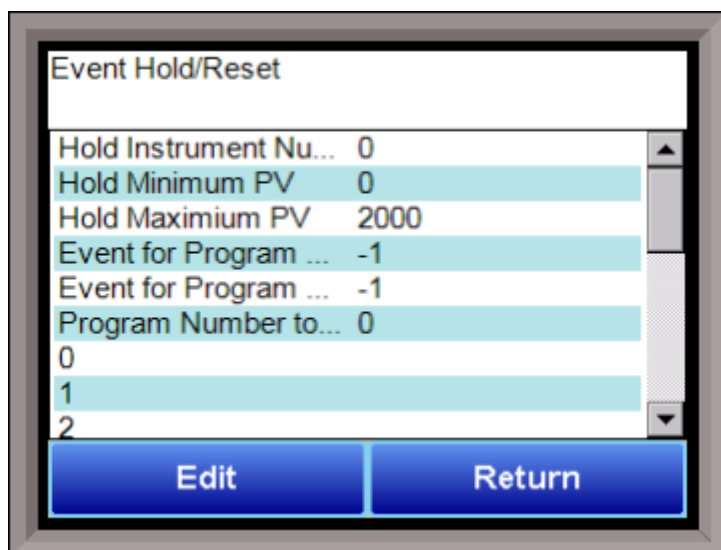 Event Hold/Reset
Hold Instrument Nu... 0
Hold Minimum PV 0
Hold Maximium PV 2000
Event for Program ... -1
Event for Program ... -1
Program Number to... 0
0
1
2
Edit Return